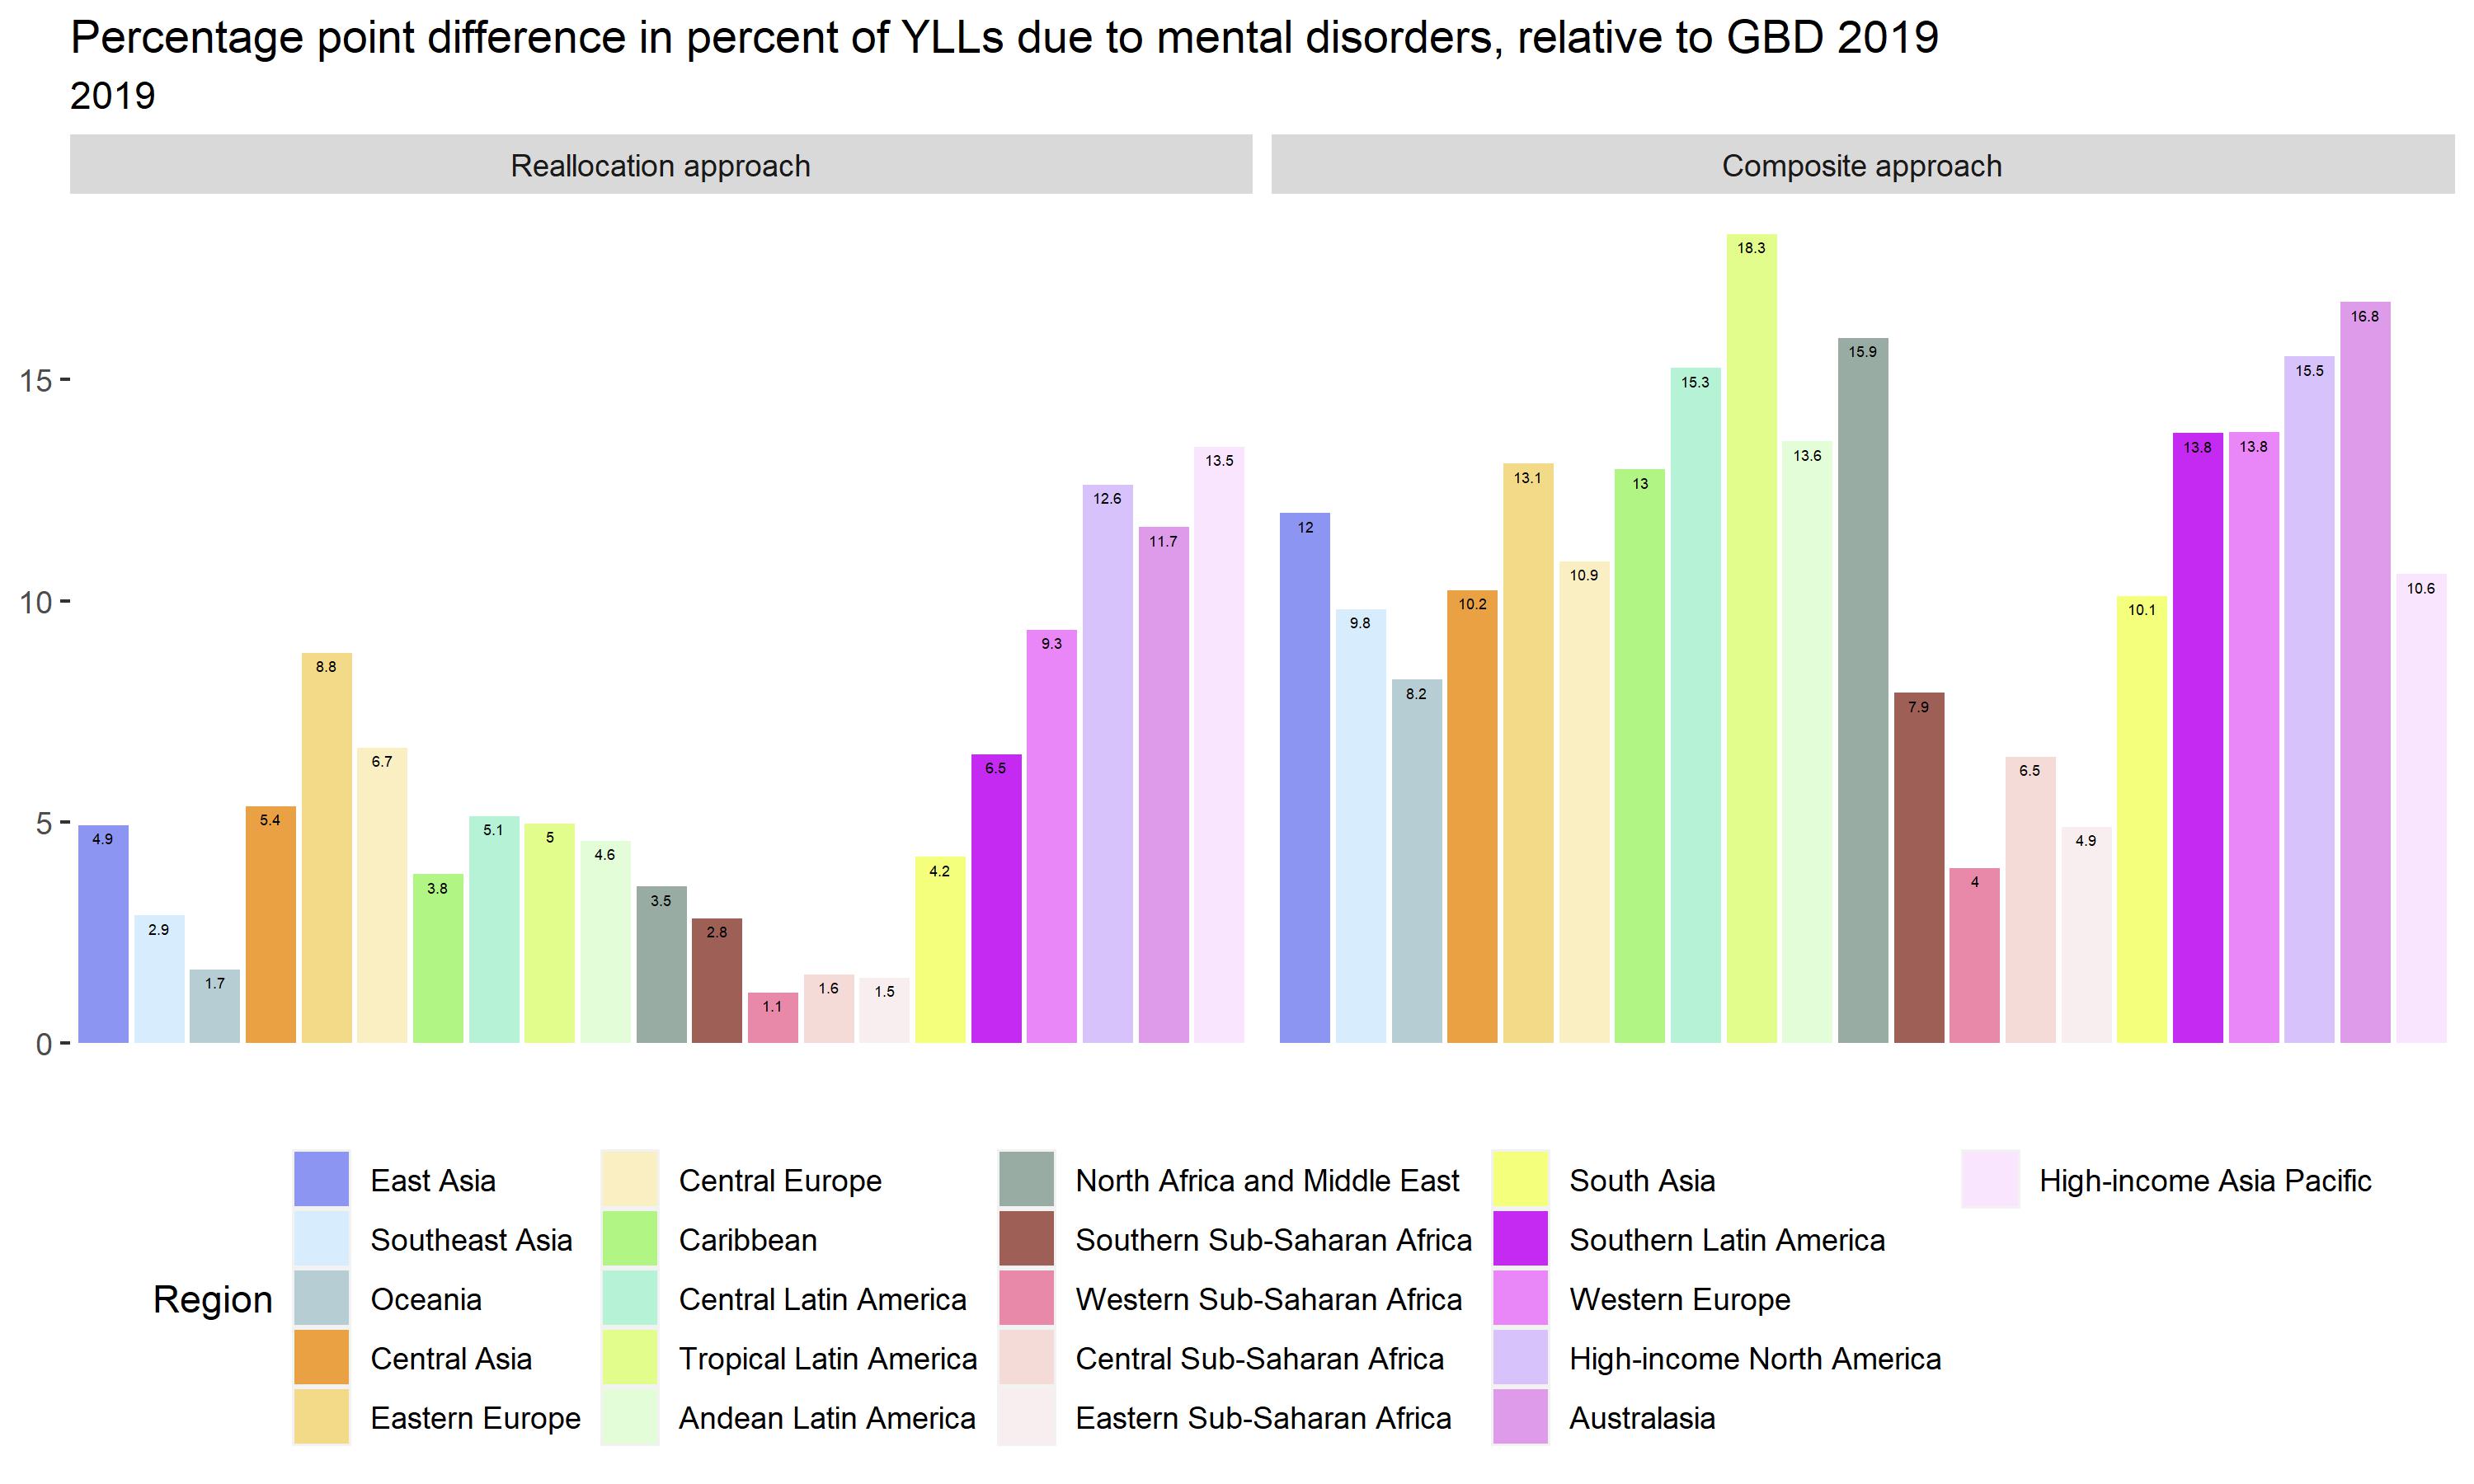 Percentage point difference in percent of YLLs due to mental disorders, relative to GBD 2019
2019
Reallocation approach
Composite approach
15
10
5
0
4.9
2.9
1.7
5.4
8.8
6.7
3.8
5.1
5
4.6
3.5
2.8
1.1
1.6
1.5
4.2
6.5
9.3
12.6
11.7
13.5
12
9.8
8.2
10.2
13.1
10.9
13
15.3
18.3
13.6
15.9
7.9
4
6.5
4.9
10.1
13.8
13.8
15.5
16.8
10.6
Region
East Asia
Southeast Asia
Oceania
Central Asia
Eastern Europe
Central Europe
Caribbean
Central Latin America
Tropical Latin America
Andean Latin America
North Africa and Middle East
Southern Sub-Saharan Africa
Western Sub-Saharan Africa
Central Sub-Saharan Africa
Eastern Sub-Saharan Africa
South Asia
Southern Latin America
Western Europe
High-income North America
Australasia
High-income Asia Pacific